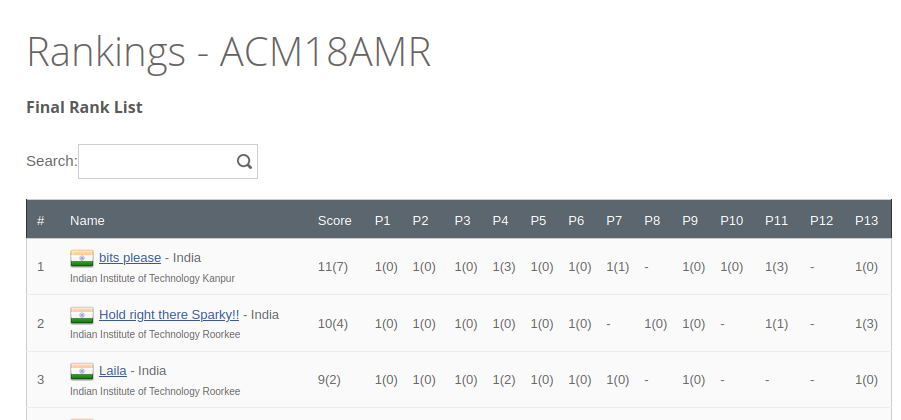 Rankings - ACM18AMR
Final Rank List
Search:
# Name Score P1 P2 P3 P4 P5 P6 P7 P8 P9 P10 P11 P12 P13
1 bits please - India 11(7) 1(0) 1(0) 1(0) 1(3) 1(0) 1(0) 1(1) - 1(0) 1(0) 1(3) - 1(0)
Indian Institute of Technology Kanpur
2 Hold right there Sparky!! - India 10(4) 1(0) 1(0) 1(0) 1(0) 1(0) 1(0) - 1(0) 1(0) - 1(1) - 1(3)
Indian Institute of Technology Roorkee
3 Laila - India 9(2) 1(0) 1(0) 1(0) 1(2) 1(0) 1(0) 1(0) - 1(0) - - - 1(0)
Indian Institute of Technology Roorkee